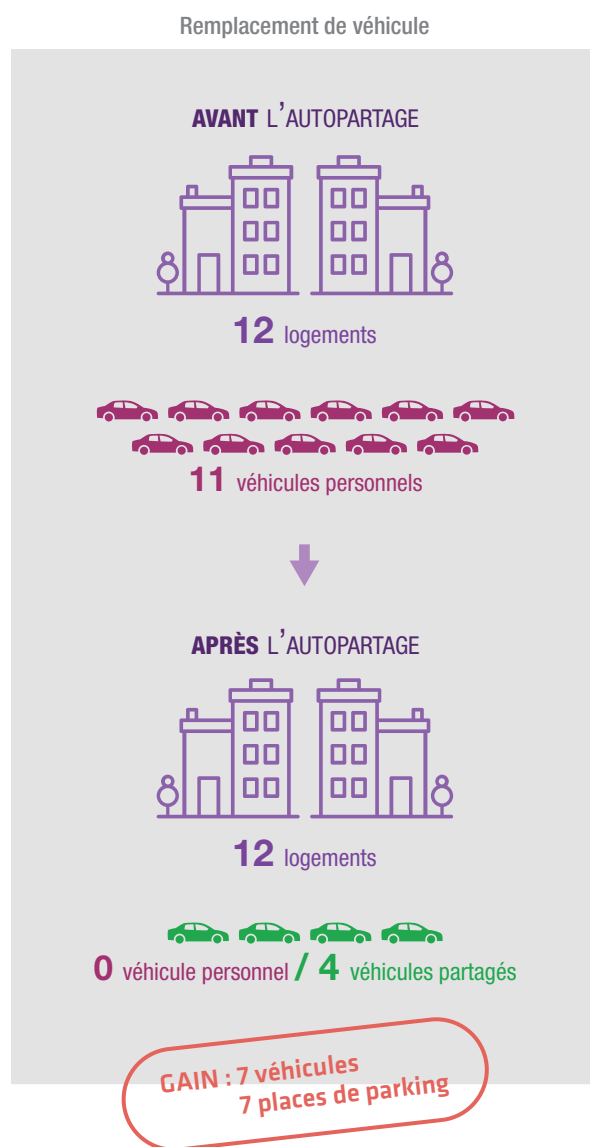 Remplacement de véhicule
AVANT L'AUTOPARTAGE
12 logements
11 véhicules personnels
APRÈS L'AUTOPARTAGE
12 logements
0 véhicule personnel / 4 véhicules partagés
GAIN : 7 véhicules
7 places de parking